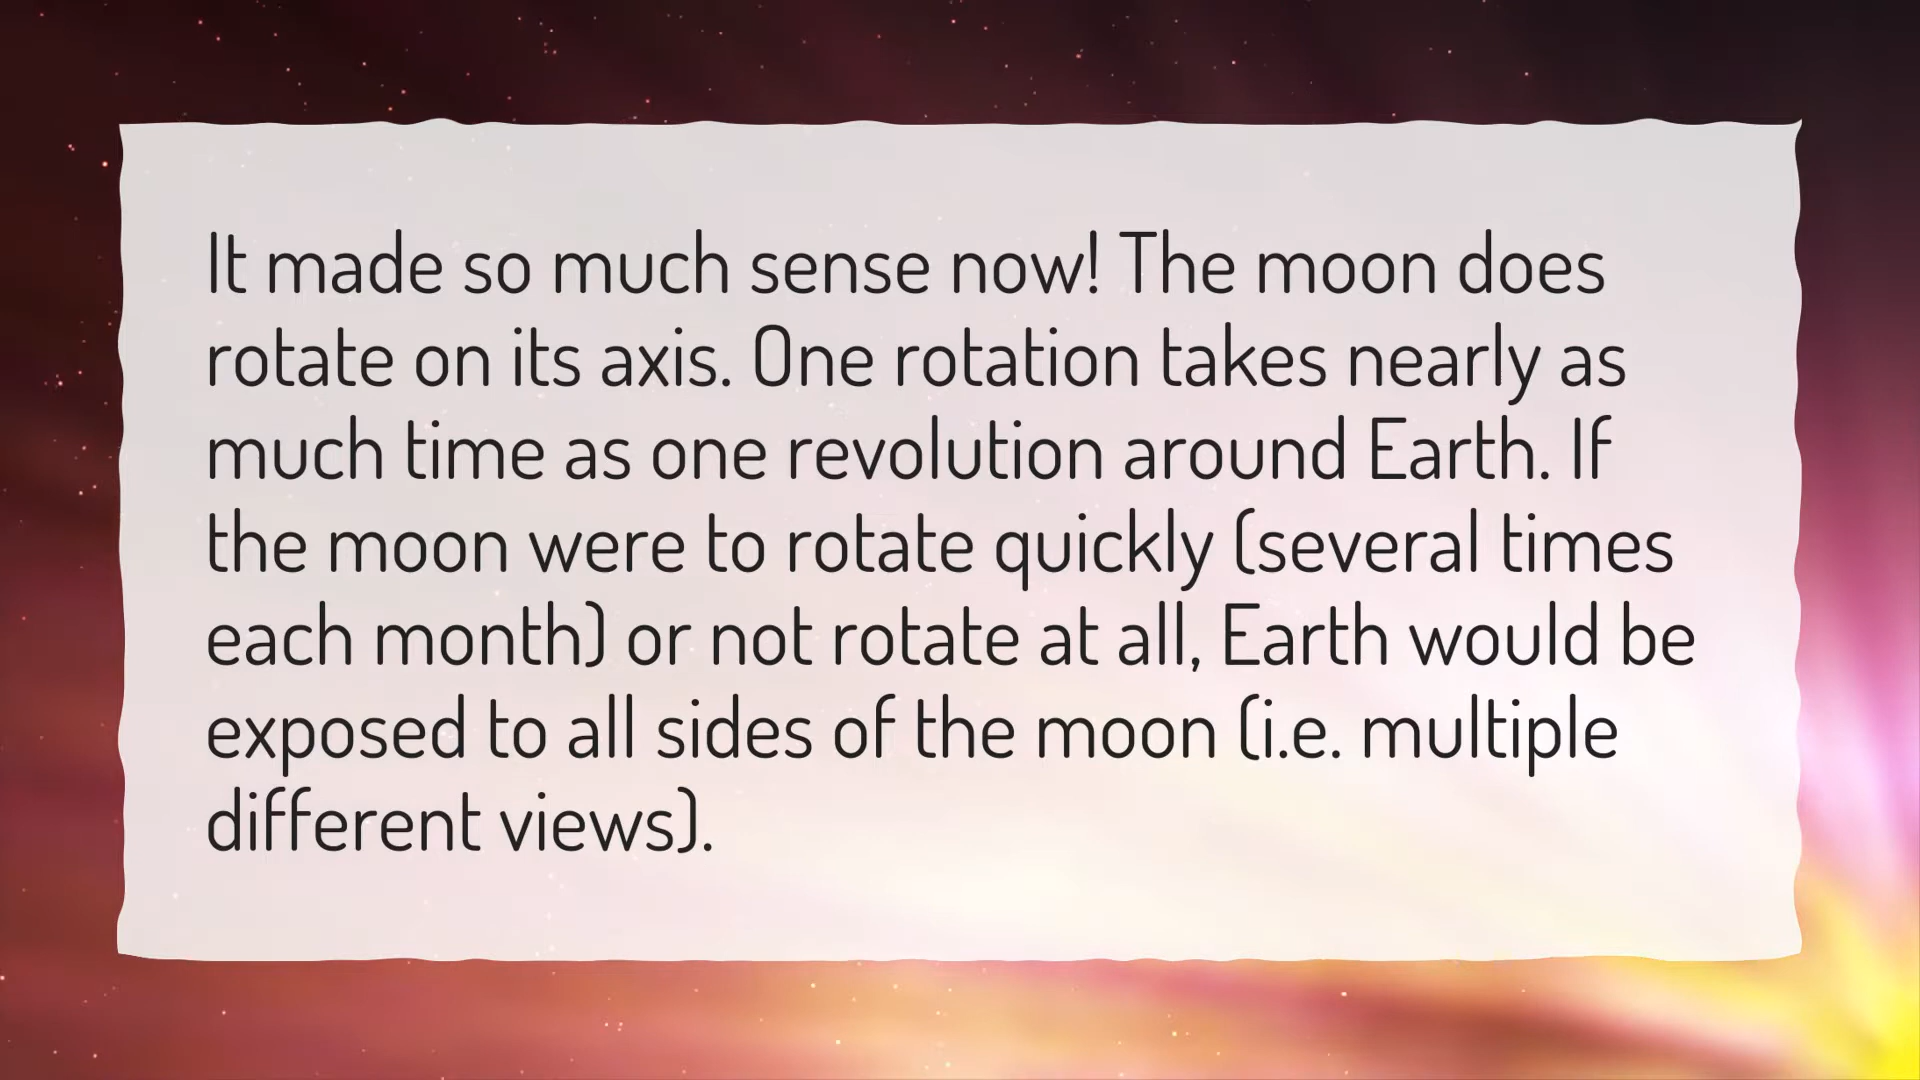 It made so much sense now! The moon does
rotate on its axis. One rotation takes nearly as
much time as one revolution around Earth. If
the moon were to rotate quickly (several times
each month) or not rotate at all, Earth would be
exposed to all sides of the moon (i.e. multiple
different views).